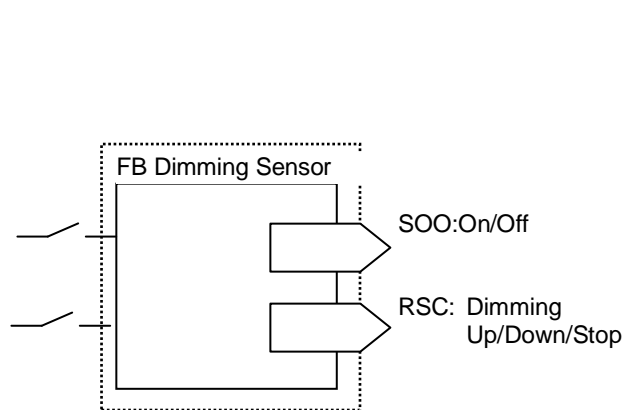 FB Dimming Sensor
SOO:On/Off
RSC: Dimming
Up/Down/Stop